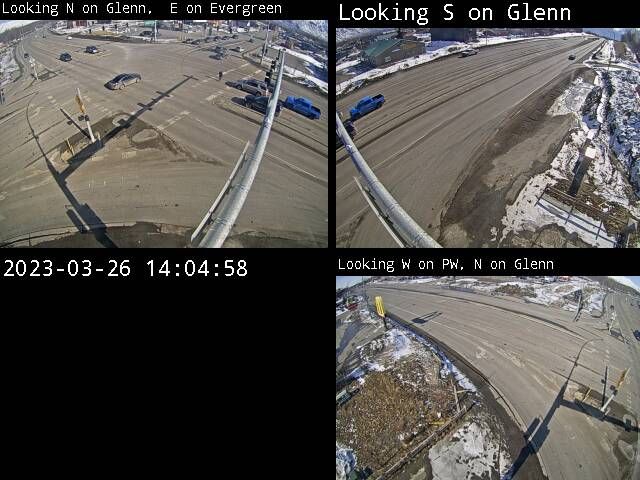 Looking N on Glenn, E on Evergreen
Looking S on Glenn
2023-03-26 14:04:58
Looking W on PW, N on Glenn